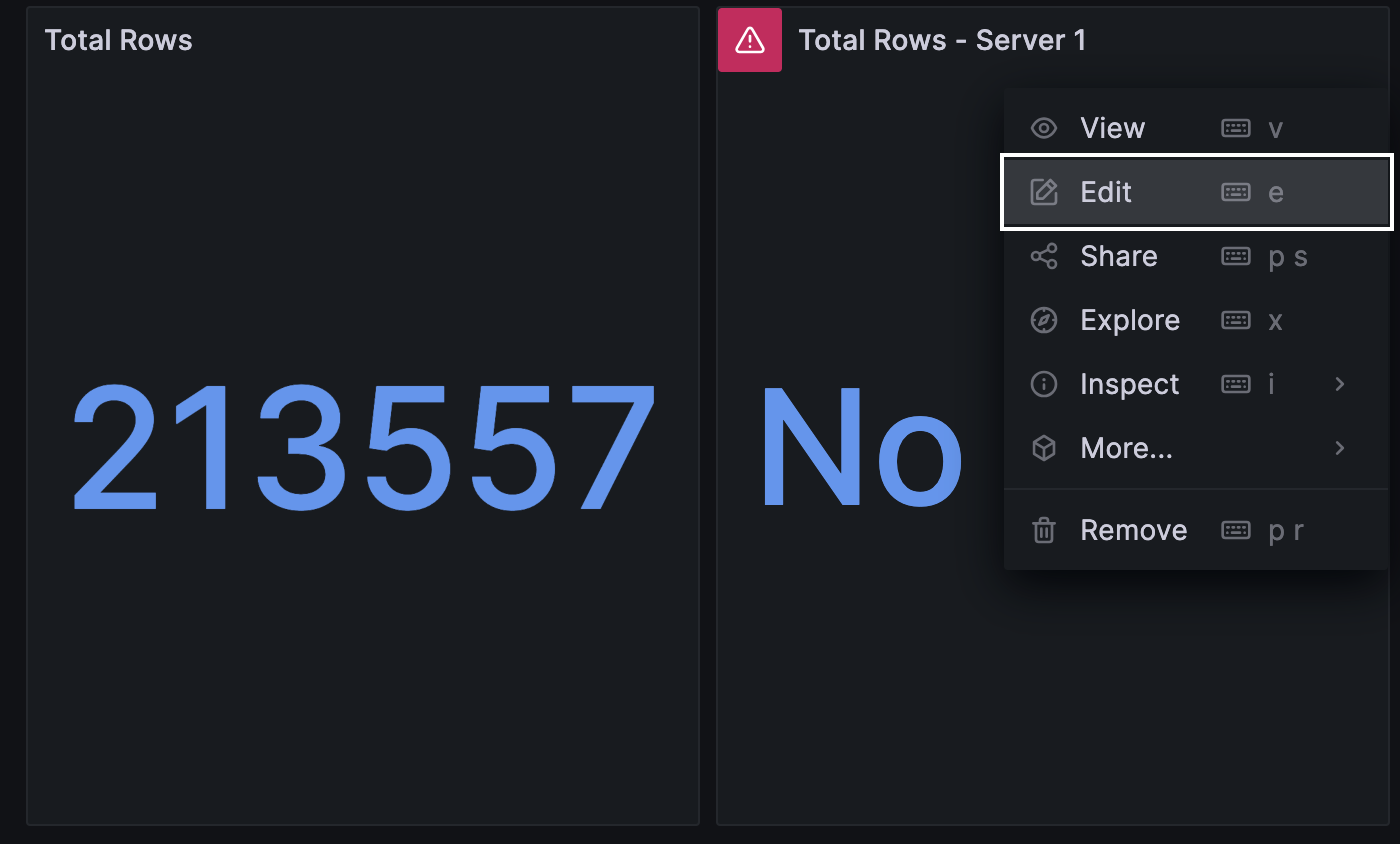 Total Rows
213557
Total Rows - Server 1
No
View v
Edit e
Share p s
Explore x
Inspect i
More...
Remove p r